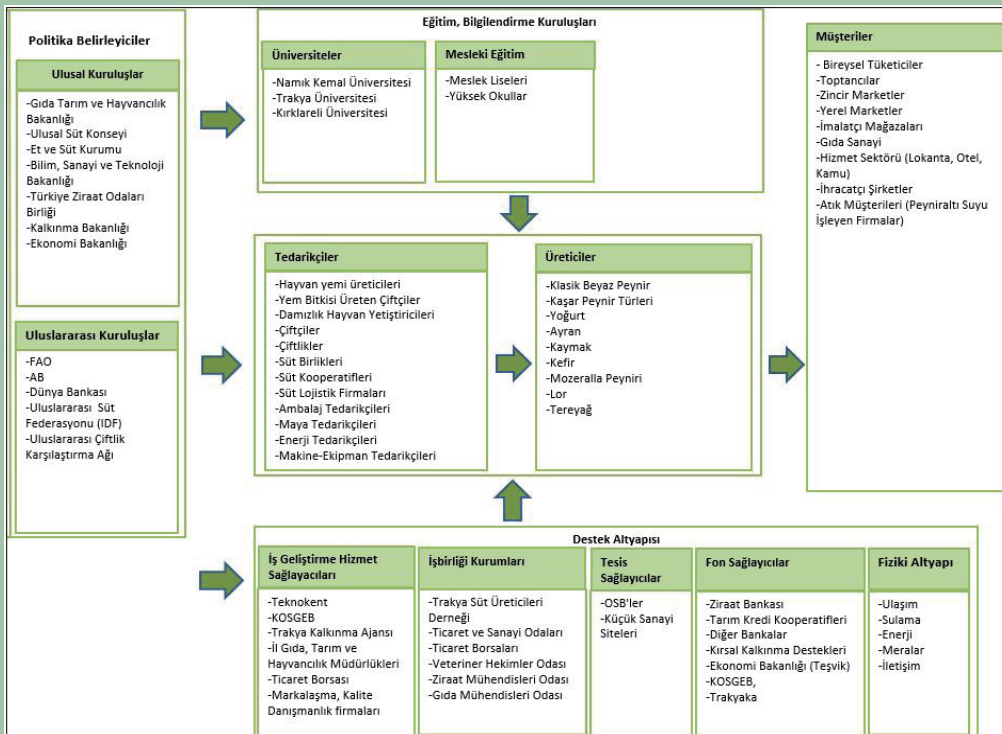 Politika Belirleyiciler
Ulusal Kuruluşlar
-Gıda Tarım ve Hayvancılık
Bakanlığı
-Ulusal Süt Konseyi
-Et ve Süt Kurumu
-Bilim, Sanayi ve Teknoloji
Bakanlığı
-Türkiye Ziraat Odaları
Birliği
-Kalkınma Bakanlığı
-Ekonomi Bakanlığı
Uluslararası Kuruluşlar
-FAO
-AB
-Dünya Bankası
-Uluslararası Süt
Federasyonu (IDF)
-Uluslararası Çiftlik
Karşılaştırma Ağı
Eğitim, Bilgilendirme Kuruluşları
Üniversiteler
-Namık Kemal Üniversitesi
-Trakya Üniversitesi
-Kırklareli Üniversitesi
Mesleki Eğitim
-Meslek Liseleri
-Yüksek Okullar
Tedarikçiler
-Hayvan yemi üreticileri
-Yem Bitkisi Üreten Çiftçiler
-Damızlık Hayvan Yetiştiricileri
-Çiftçiler
-Çiftlikler
-Süt Birlikleri
-Süt Kooperatifleri
-Süt Lojistik Firmaları
-Ambalaj Tedarikçileri
-Maya Tedarikçileri
-Enerji Tedarikçileri
-Makine-Ekipman Tedarikçileri
Üreticiler
-Klasik Beyaz Peynir
-Kaşar Peynir Türleri
-Yoğurt
-Ayran
-Kaymak
-Kefir
-Mozeralla Peyniri
-Lor
-Tereyağ
Müşteriler
- Bireysel Tüketiciler
-Toptancılar
-Zincir Marketler
-Yerel Marketler
-İmalatçı Mağazaları
-Gıda Sanayi
-Hizmet Sektörü (Lokanta, Otel,
Kamu)
-İhracatçı Şirketler
-Atık Müşterileri (Peyniraltı Suyu
İşleyen Firmalar)
Destek Altyapısı
İş Geliştirme Hizmet
Sağlayacıları
-Teknokent
-KOSGEB
-Trakya Kalkınma Ajansı
-İl Gıda, Tarım ve
Hayvancılık Müdürlükleri
-Ticaret Borsası
-Markalaşma, Kalite
Danışmanlık firmaları
İşbirliği Kurumları
-Trakya Süt Üreticileri
Derneği
-Ticaret ve Sanayi Odaları
-Ticaret Borsaları
-Veteriner Hekimler Odası
-Ziraat Mühendisleri Odası
-Gıda Mühendisleri Odası
Tesis
Sağlayıcılar
-OSB'ler
-Küçük Sanayi
Siteleri
Fon Sağlayıcılar
-Ziraat Bankası
-Tarım Kredi Kooperatifleri
-Diğer Bankalar
-Kırsal Kalkınma Destekleri
-Ekonomi Bakanlığı (Teşvik)
-KOSGEB,
-Trakyaka
Fiziki Altyapı
-Ulaşım
-Sulama
-Enerji
-Meralar
-İletişim